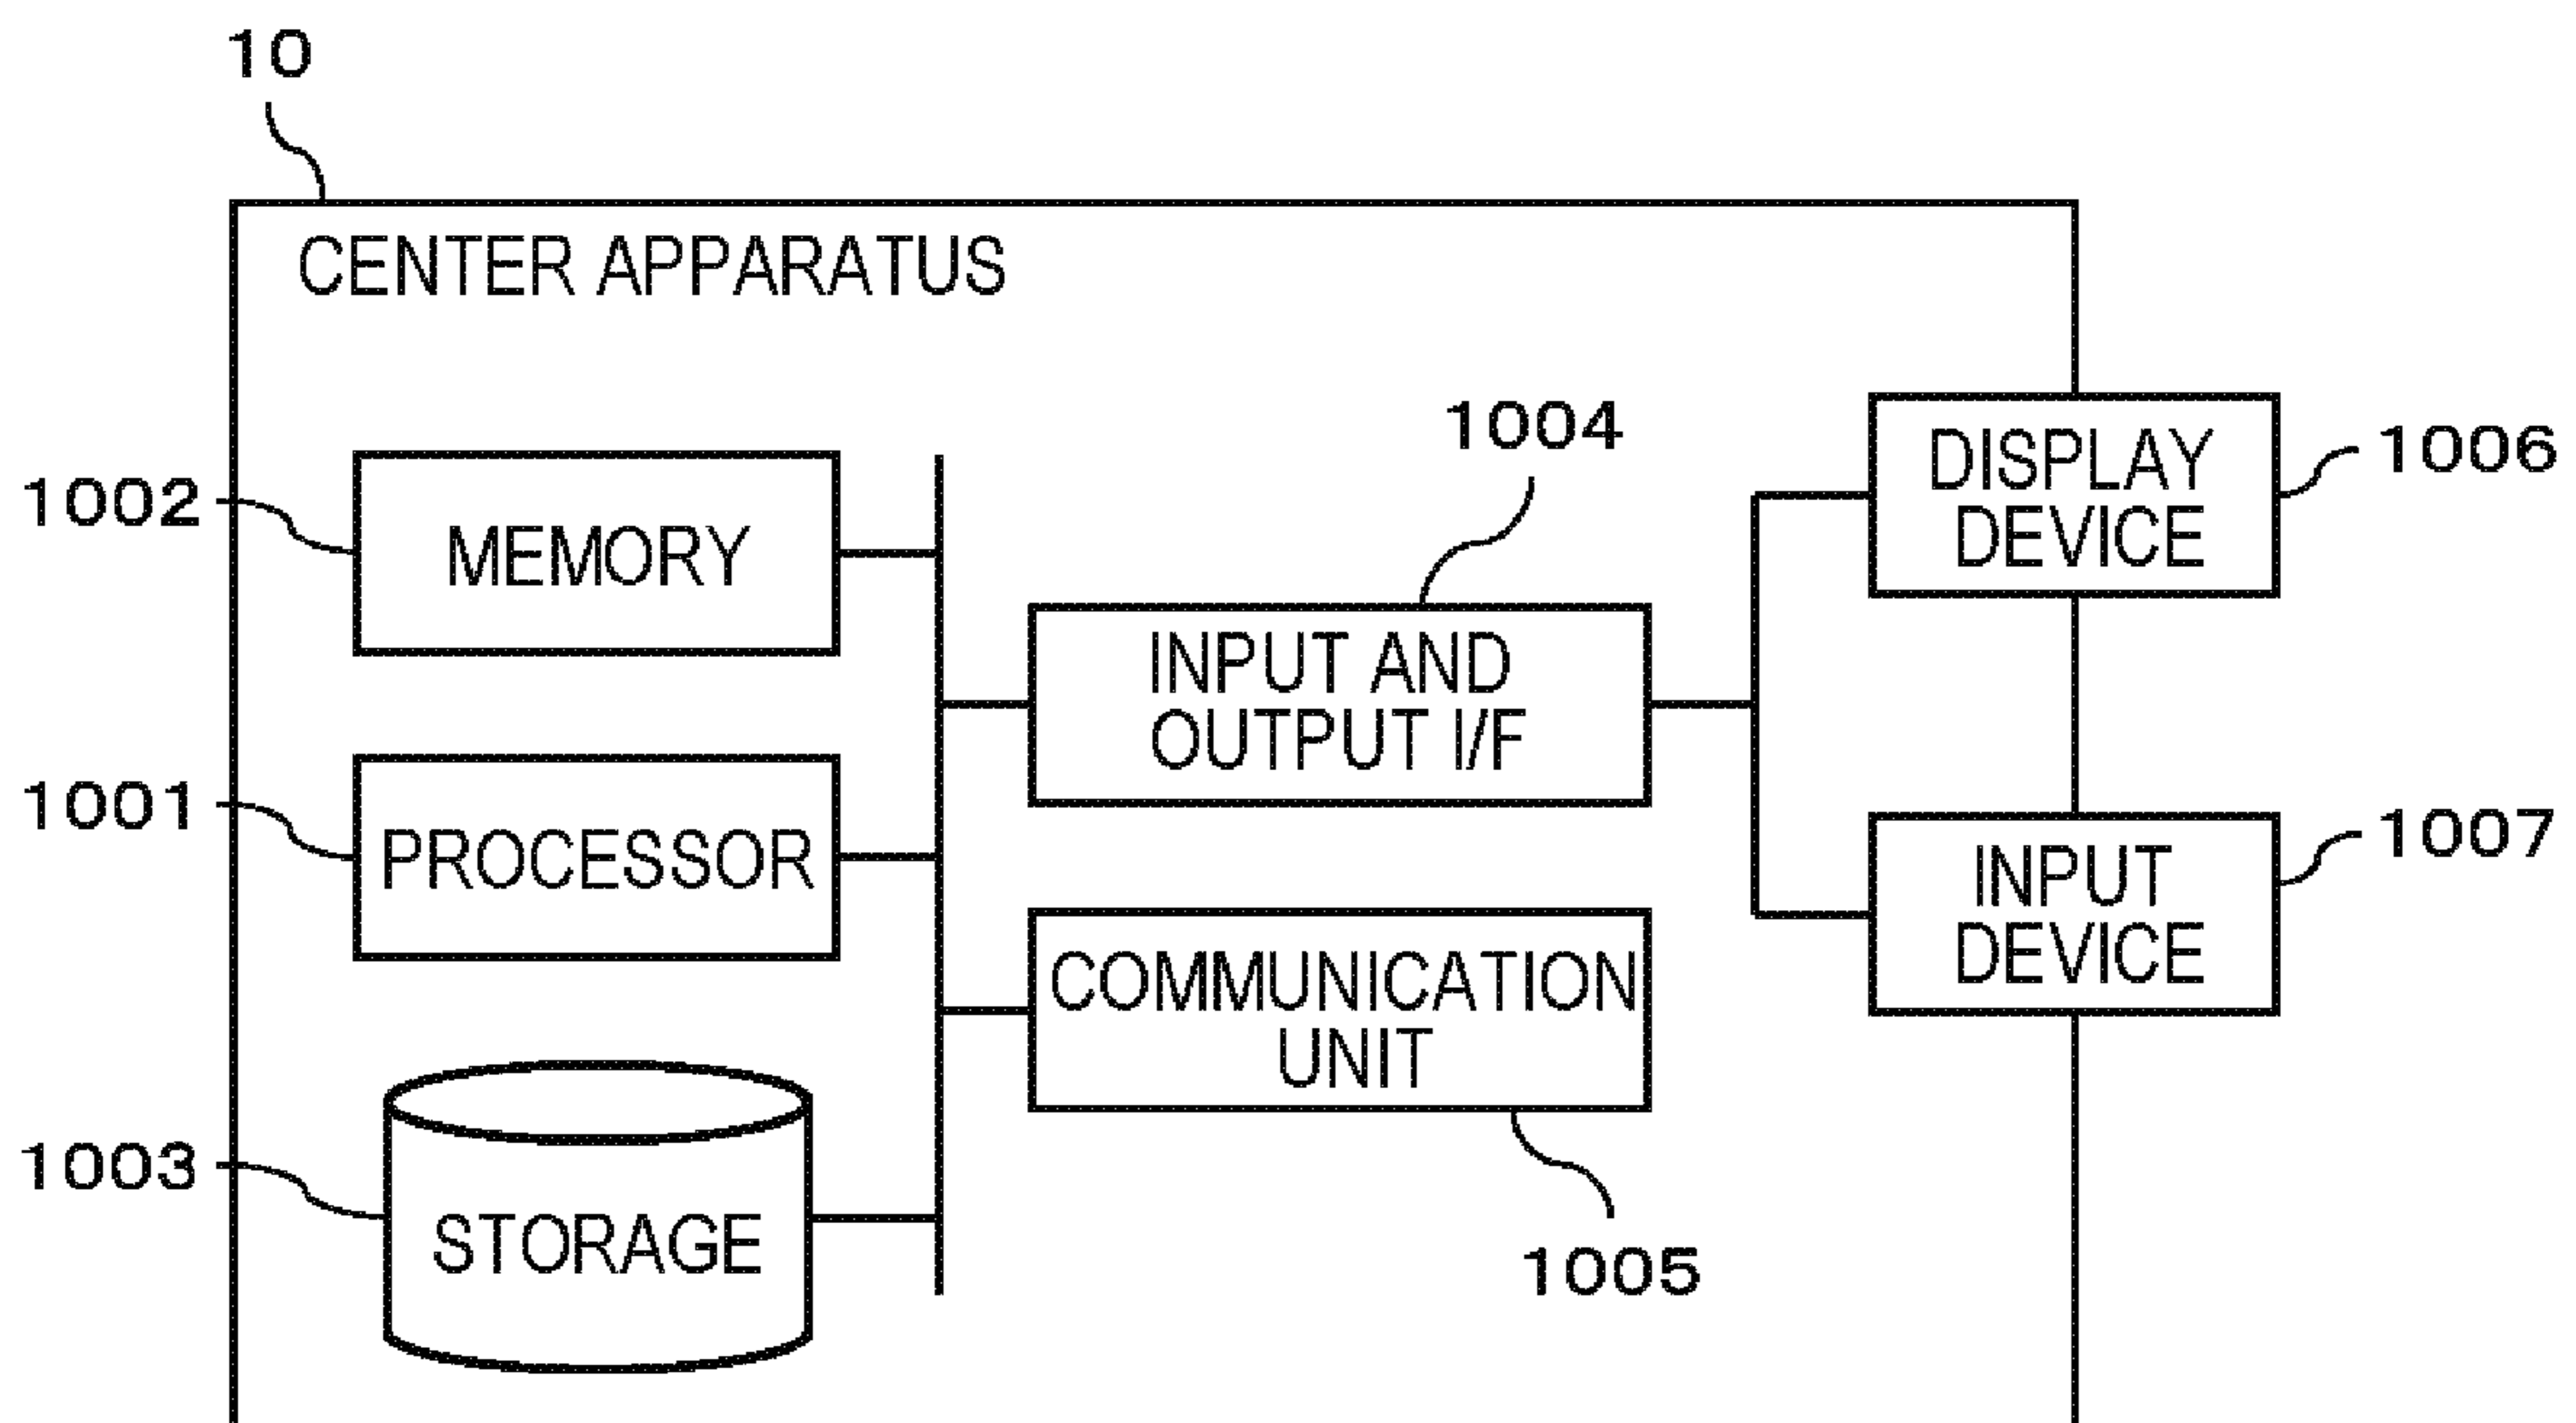 10
CENTER APPARATUS
1004
1006
DISPLAY
DEVICE
1002
MEMORY
INPUT AND
OUTPUT I/F
1001
PROCESSOR
1007
INPUT
DEVICE
COMMUNICATION
UNIT
1003
STORAGE
1005